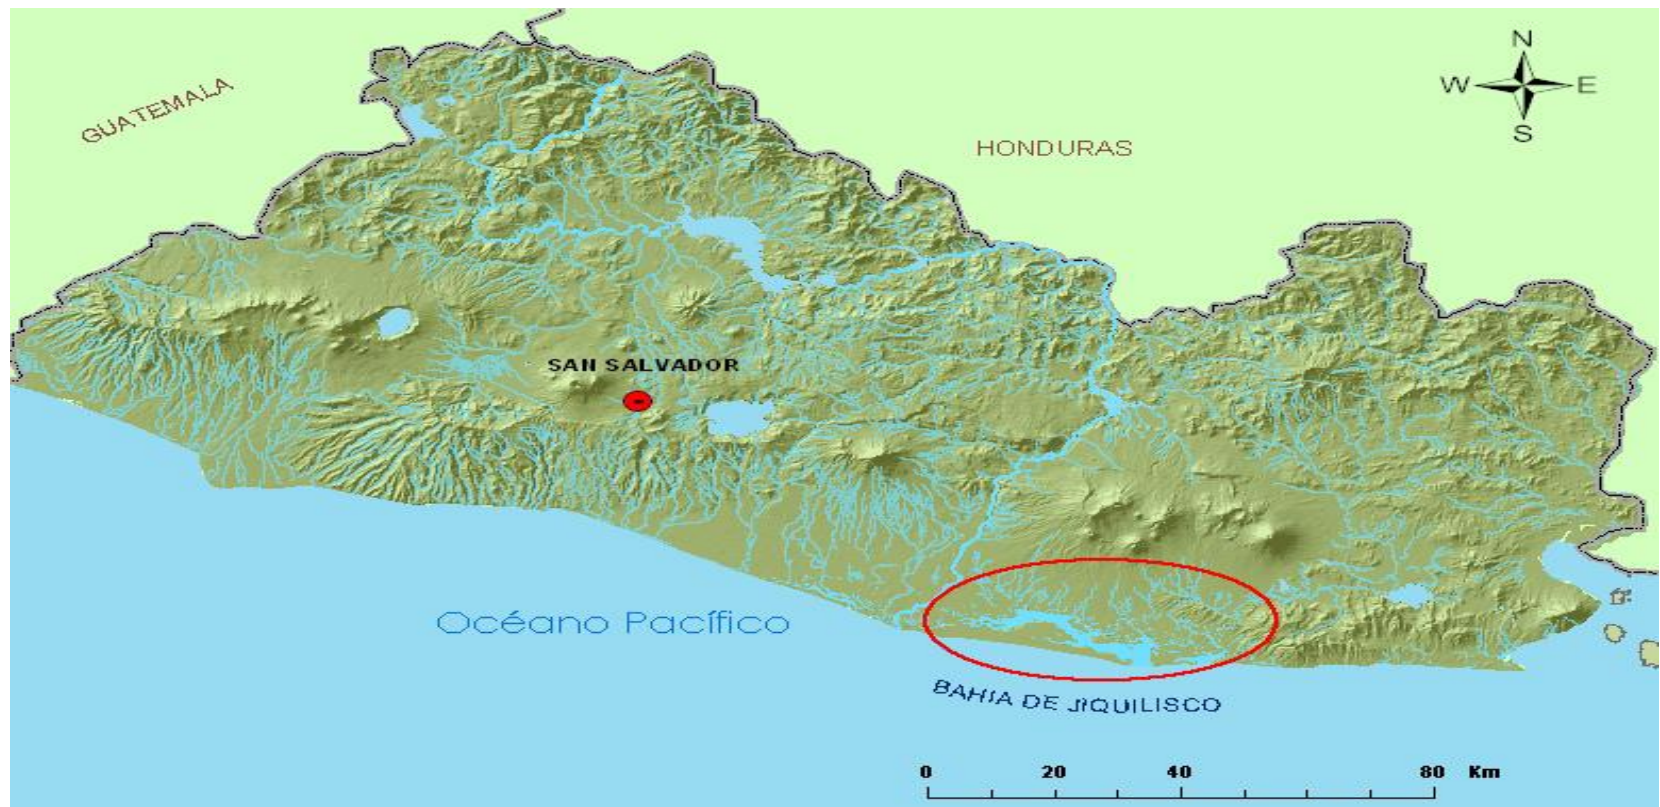 N
W E
S
GUATEMALA
HONDURAS
SAN SALVADOR
Océano Pacífico
BAHIA DE JIQUILISCO
0 20 40 80 Km